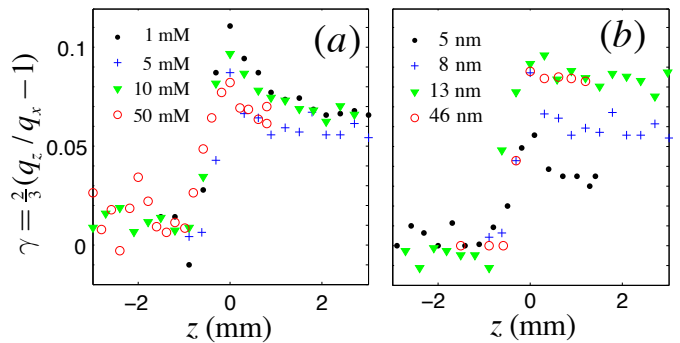 γ = 2/3 (q_z / q_x − 1)
0.1
0.05
0
(a)
1 mM
5 mM
10 mM
50 mM
−2
0
2
z (mm)
(b)
5 nm
8 nm
13 nm
46 nm
−2
0
2
z (mm)